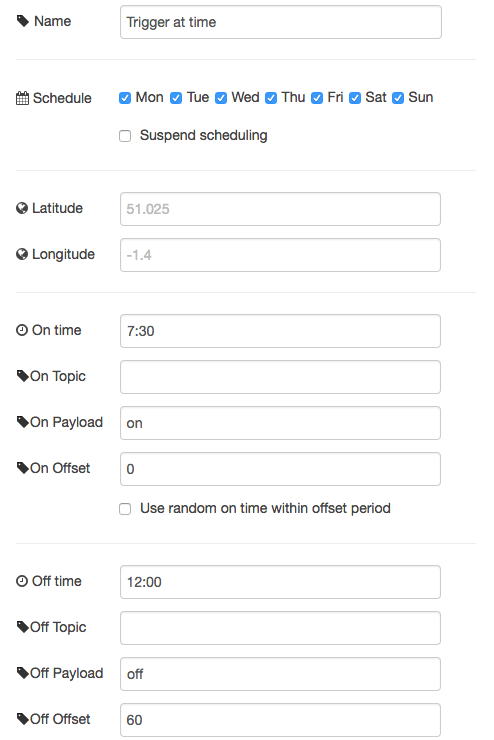 Name Trigger at time
Schedule Mon Tue Wed Thu Fri Sat Sun
Suspend scheduling
Latitude 51.025
Longitude -1.4
On time 7:30
On Topic
On Payload on
On Offset 0
Use random on time within offset period
Off time 12:00
Off Topic
Off Payload off
Off Offset 60